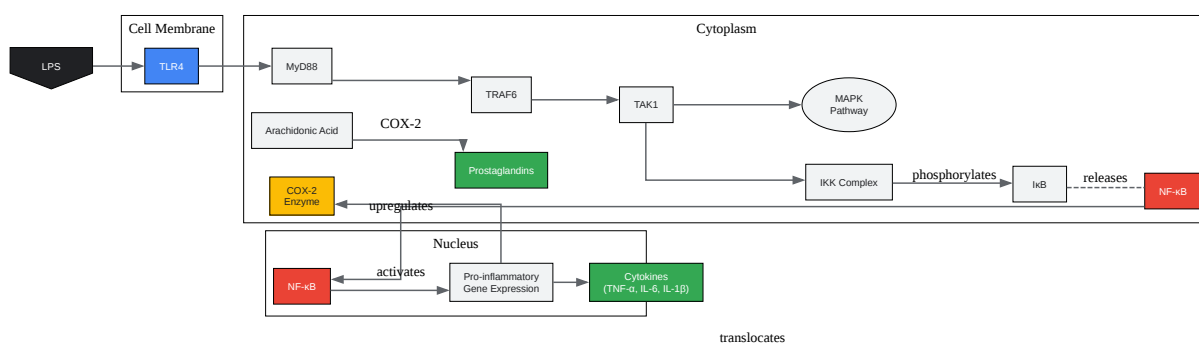 Cell Membrane
Cytoplasm
LPS
TLR4
MyD88
TRAF6
TAK1
MAPK
Pathway
Arachidonic Acid
COX-2
Prostaglandins
IKK Complex
phosphorylates
IκB
releases
NF-κB
COX-2
Enzyme
upregulates
Nucleus
NF-κB
activates
Pro-inflammatory
Gene Expression
Cytokines
(TNF-α, IL-6, IL-1β)
translocates